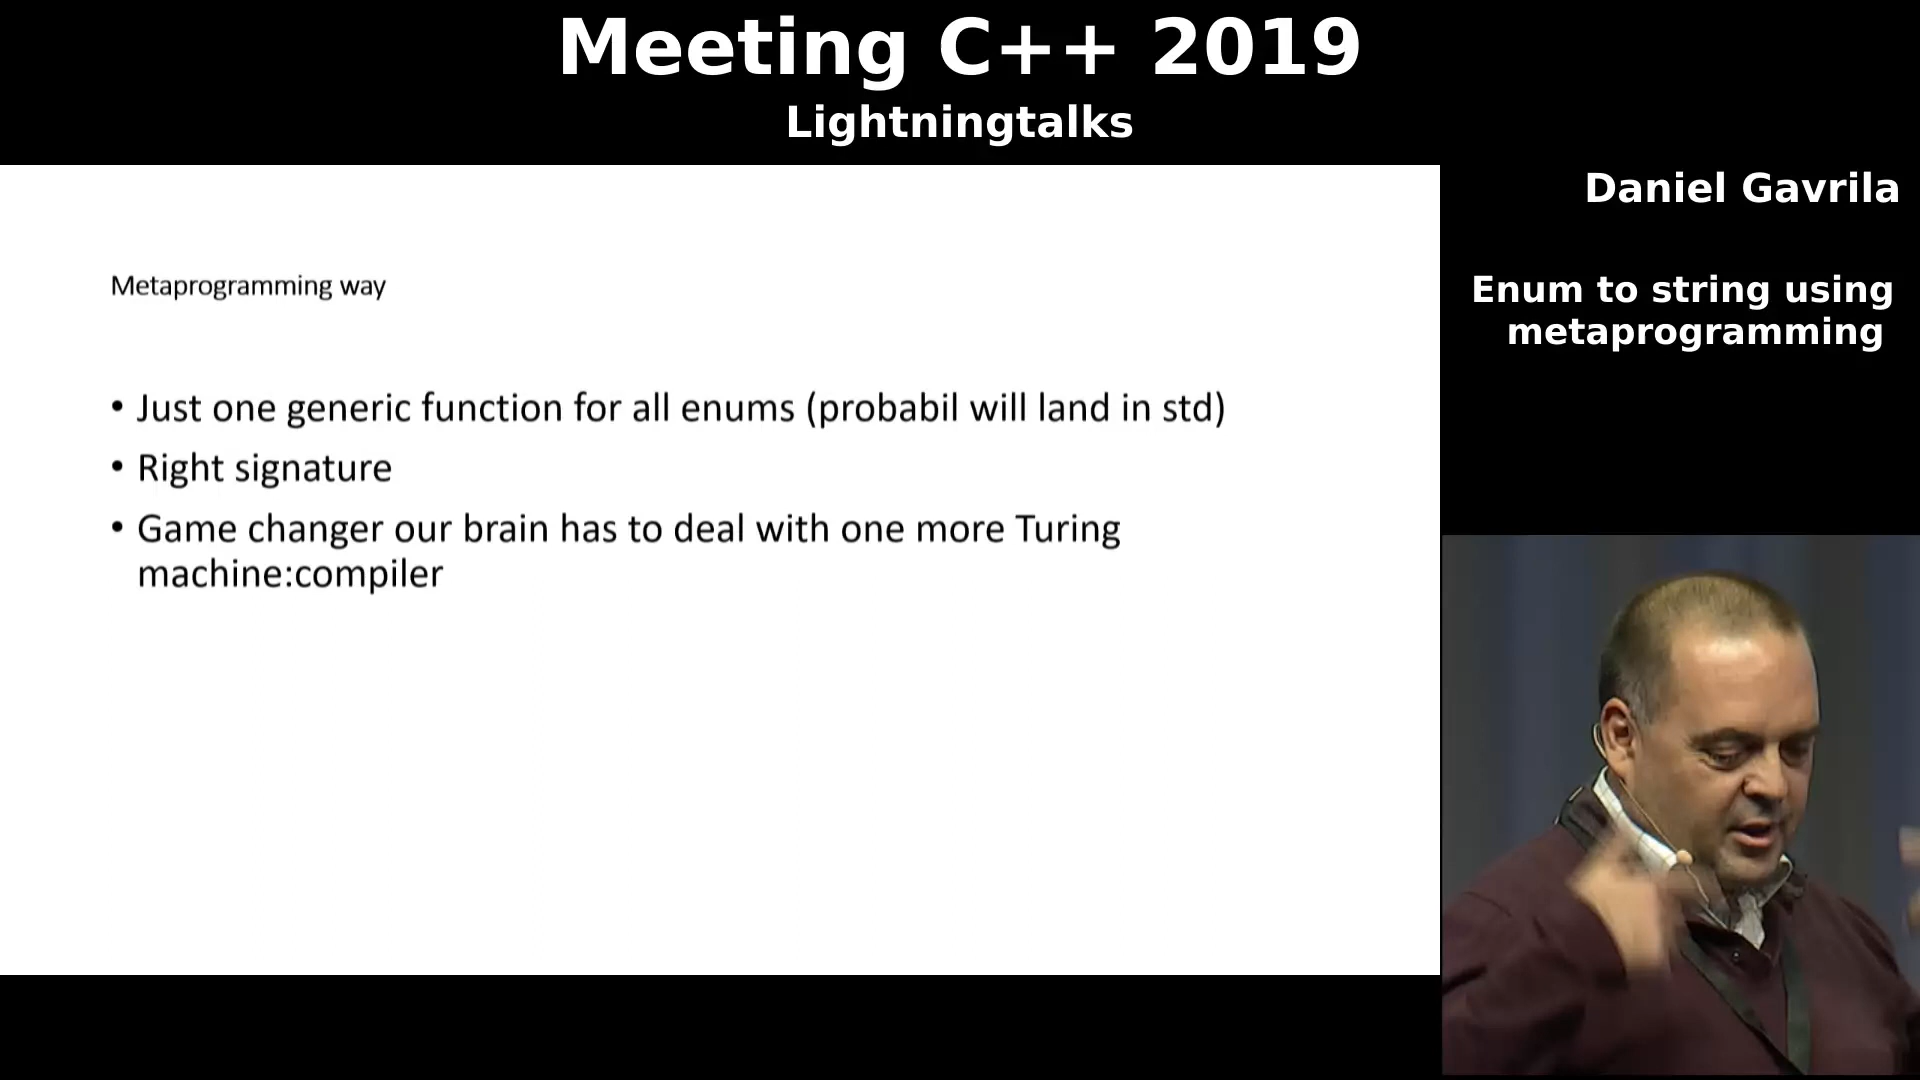 Meeting C++ 2019
Lightningtalks
Daniel Gavrila
Enum to string using
metaprogramming
Metaprogramming way
• Just one generic function for all enums (probabil will land in std)
• Right signature
• Game changer our brain has to deal with one more Turing
machine:compiler